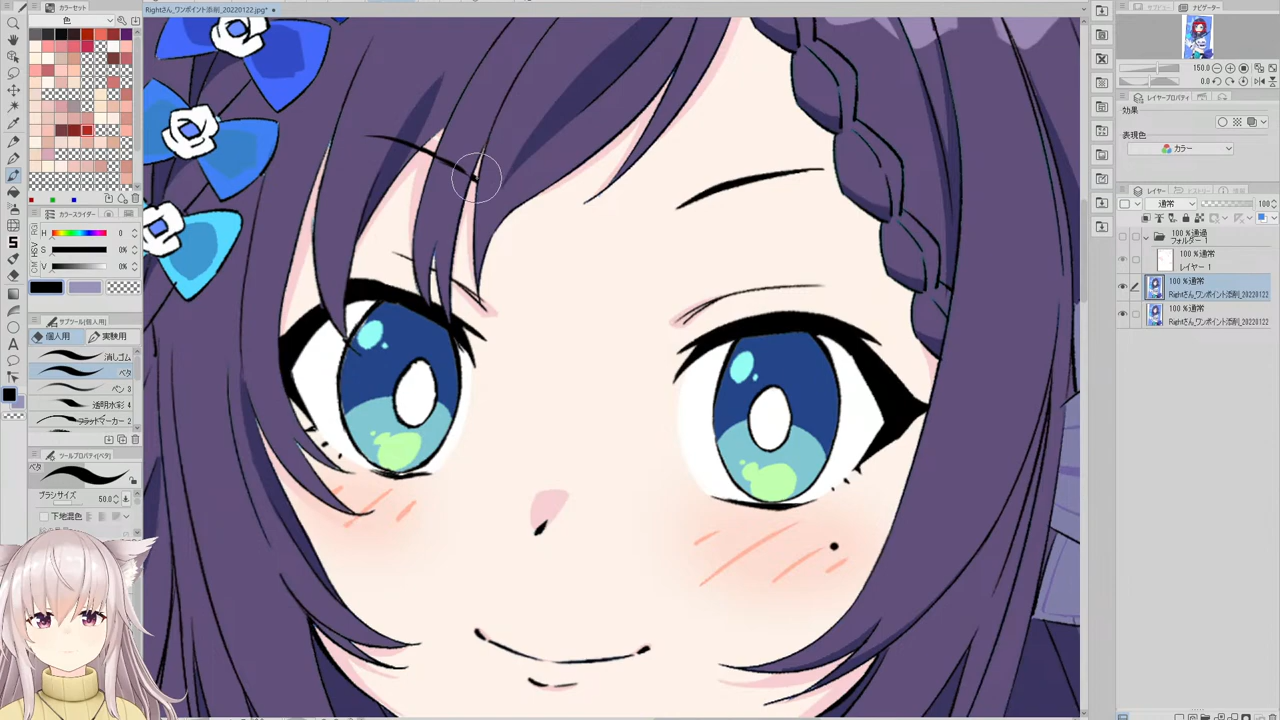 カラーセット
Rightさん_ワンポイント添削_20220122.jpg*
サブビュー
ナビゲーター
150.0
0.0
レイヤープロパティ
効果
表現色
カラー
レイヤー
通常
100
100 %通過
フォルダー 1
100 %通常
レイヤー 1
100 %通常
Rightさん_ワンポイント添削_20220122
100 %通常
Rightさん_ワンポイント添削_20220122
カラースライダー
H
0
S
0%
V
0%
サブツール(個人用)
個人用
実験用
消しゴム
ベタ
ペン 3
透明水彩 4
フラットマーカー 2
ツールプロパティ(ベタ)
ベタ
ブラシサイズ
50.0
下地混色